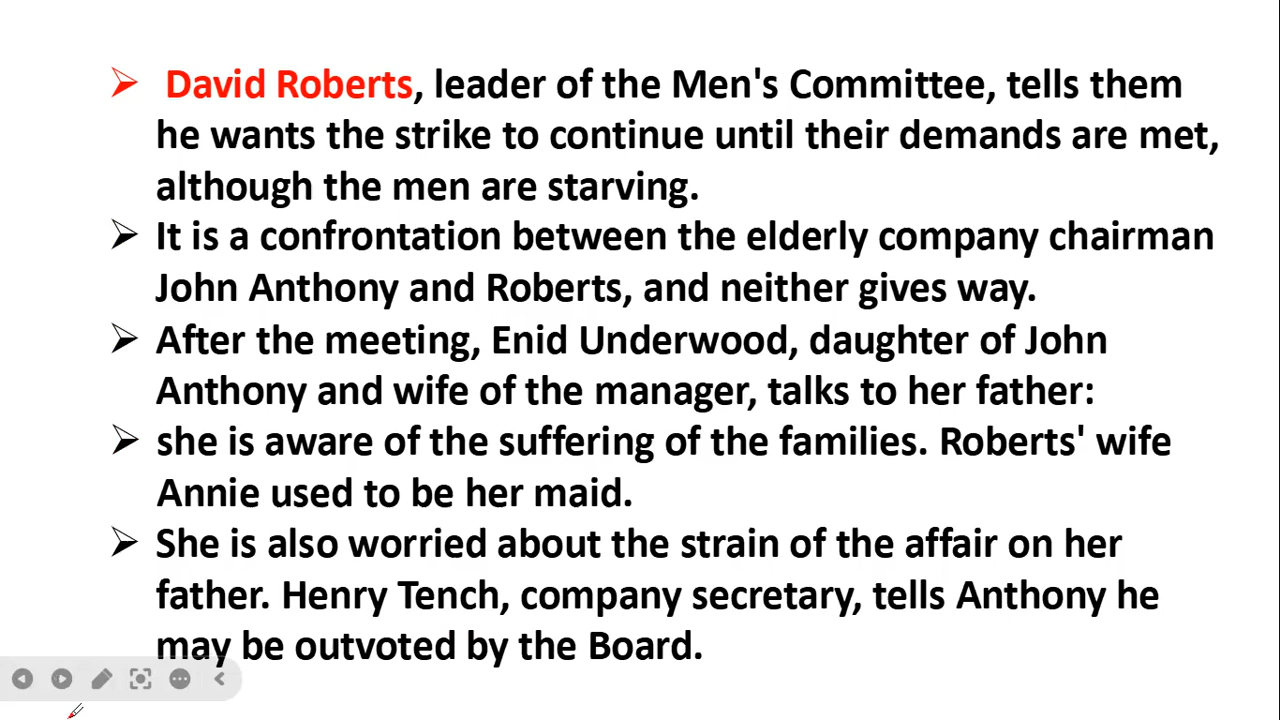 ➢ David Roberts, leader of the Men's Committee, tells them
he wants the strike to continue until their demands are met,
although the men are starving.
➢ It is a confrontation between the elderly company chairman
John Anthony and Roberts, and neither gives way.
➢ After the meeting, Enid Underwood, daughter of John
Anthony and wife of the manager, talks to her father:
➢ she is aware of the suffering of the families. Roberts' wife
Annie used to be her maid.
➢ She is also worried about the strain of the affair on her
father. Henry Tench, company secretary, tells Anthony he
may be outvoted by the Board.